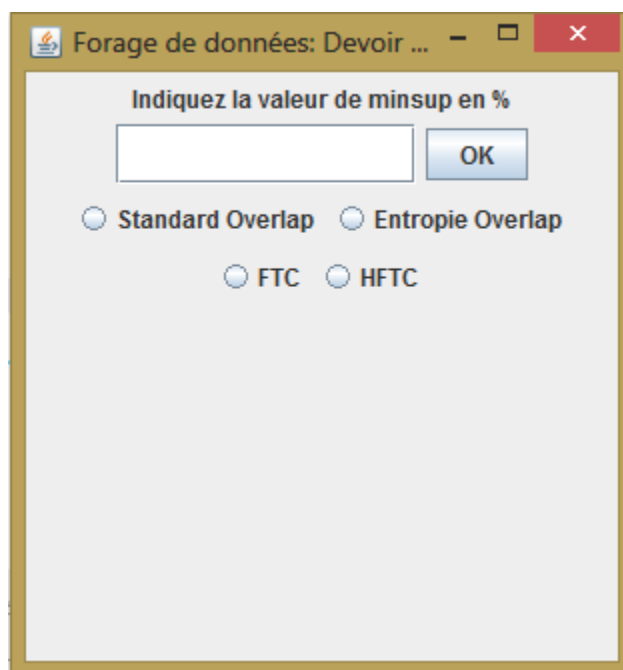 Forage de données: Devoir ...
Indiquez la valeur de minsup en %
OK
Standard Overlap Entropie Overlap
FTC HFTC